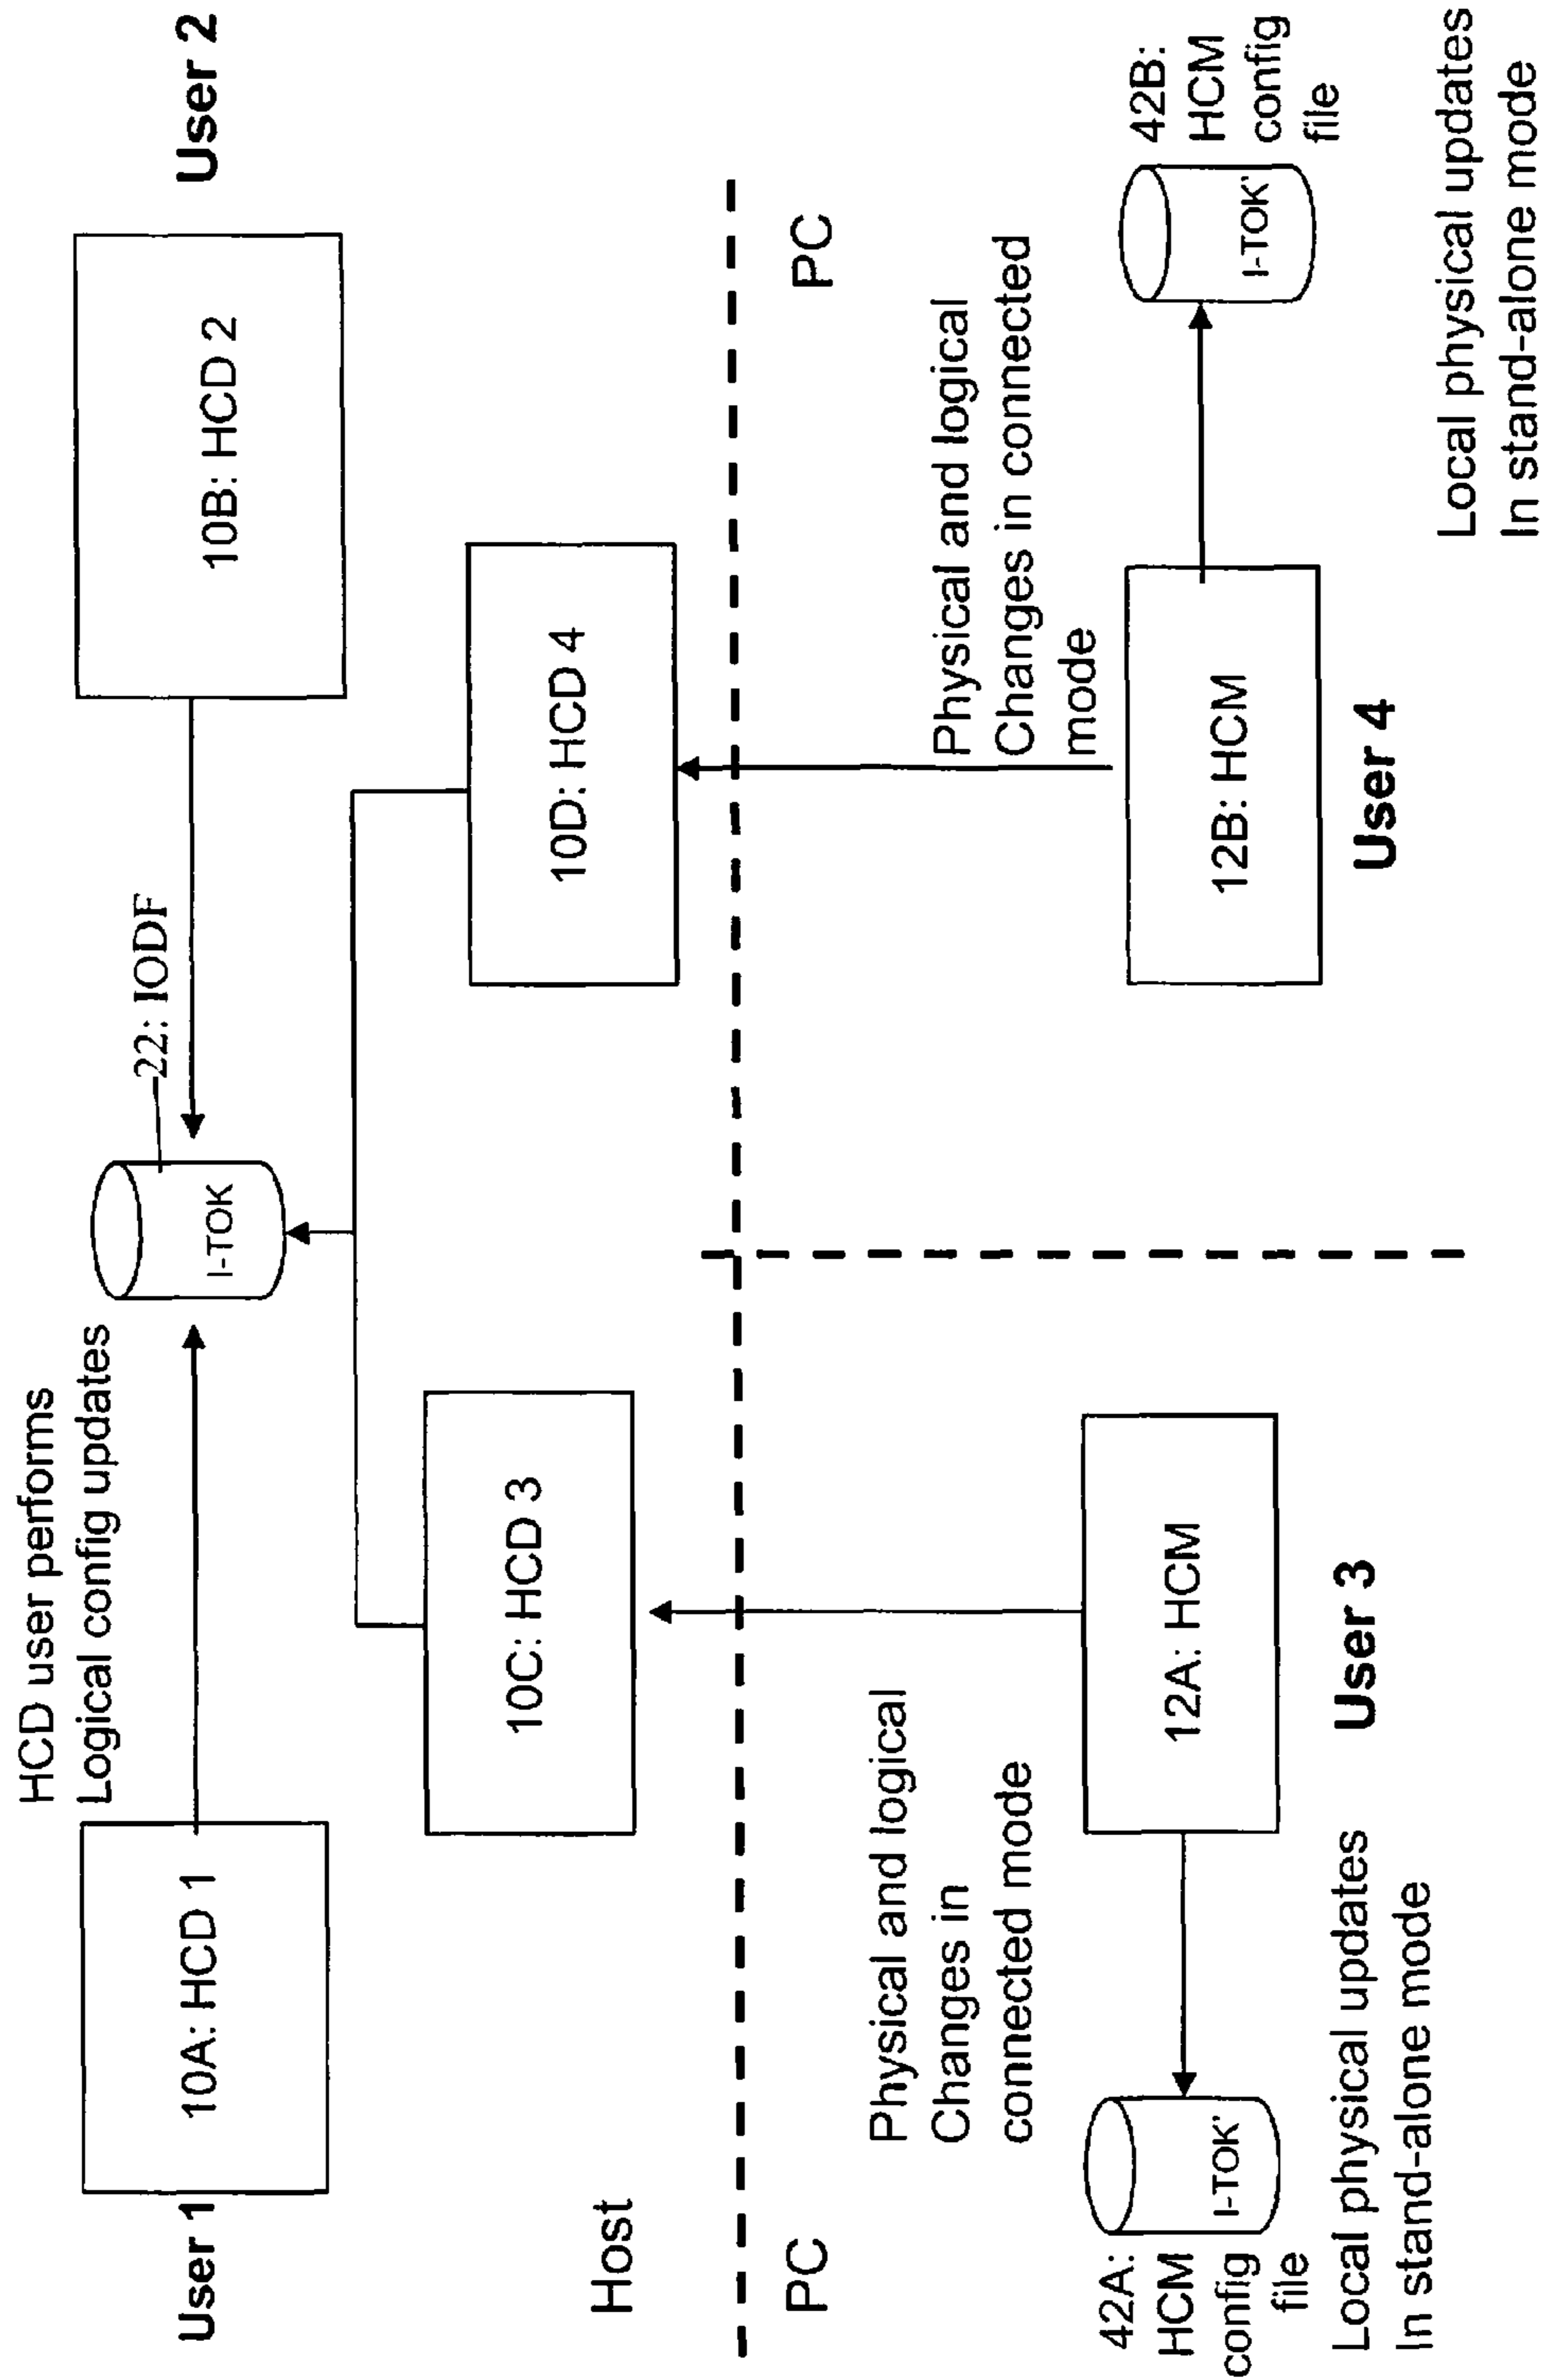 HCD user performs
Logical config updates
22: IODF
User 1
10A: HCD 1
I-TOK
10B: HCD 2
User 2
10C: HCD 3
10D: HCD 4
Host
PC
PC
Physical and logical
Changes in
connected mode
Physical and logical
Changes in connected
mode
42A:
HCM
config
file
I-TOK'
12A: HCM
User 3
Local physical updates
In stand-alone mode
12B: HCM
User 4
I-TOK'
42B:
HCM
config
file
Local physical updates
In stand-alone mode